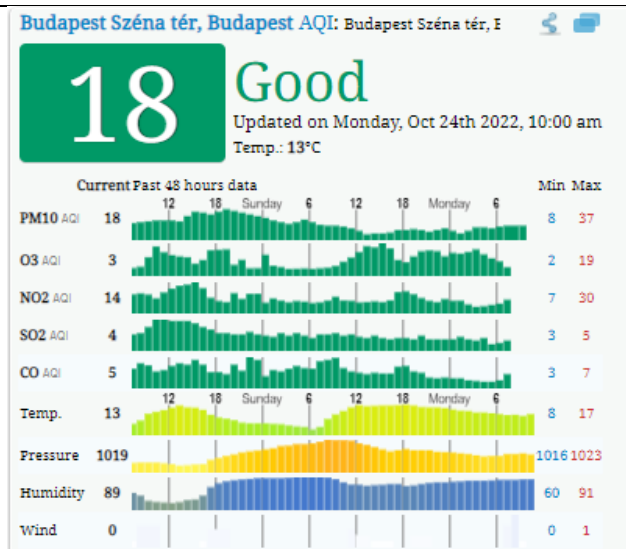 Budapest Széna tér, Budapest AQI: Budapest Széna tér, B
18
Good
Updated on Monday, Oct 24th 2022, 10:00 am
Temp.: 13°C
Current Past 48 hours data Min Max
12 18 Sunday 6 12 18 Monday 6
PM10 AQI 18 8 37
O3 AQI 3 2 19
NO2 AQI 14 7 30
SO2 AQI 4 3 5
CO AQI 5 3 7
12 18 Sunday 6 12 18 Monday 6
Temp. 13 8 17
Pressure 1019 1016 1023
Humidity 89 60 91
Wind 0 0 1